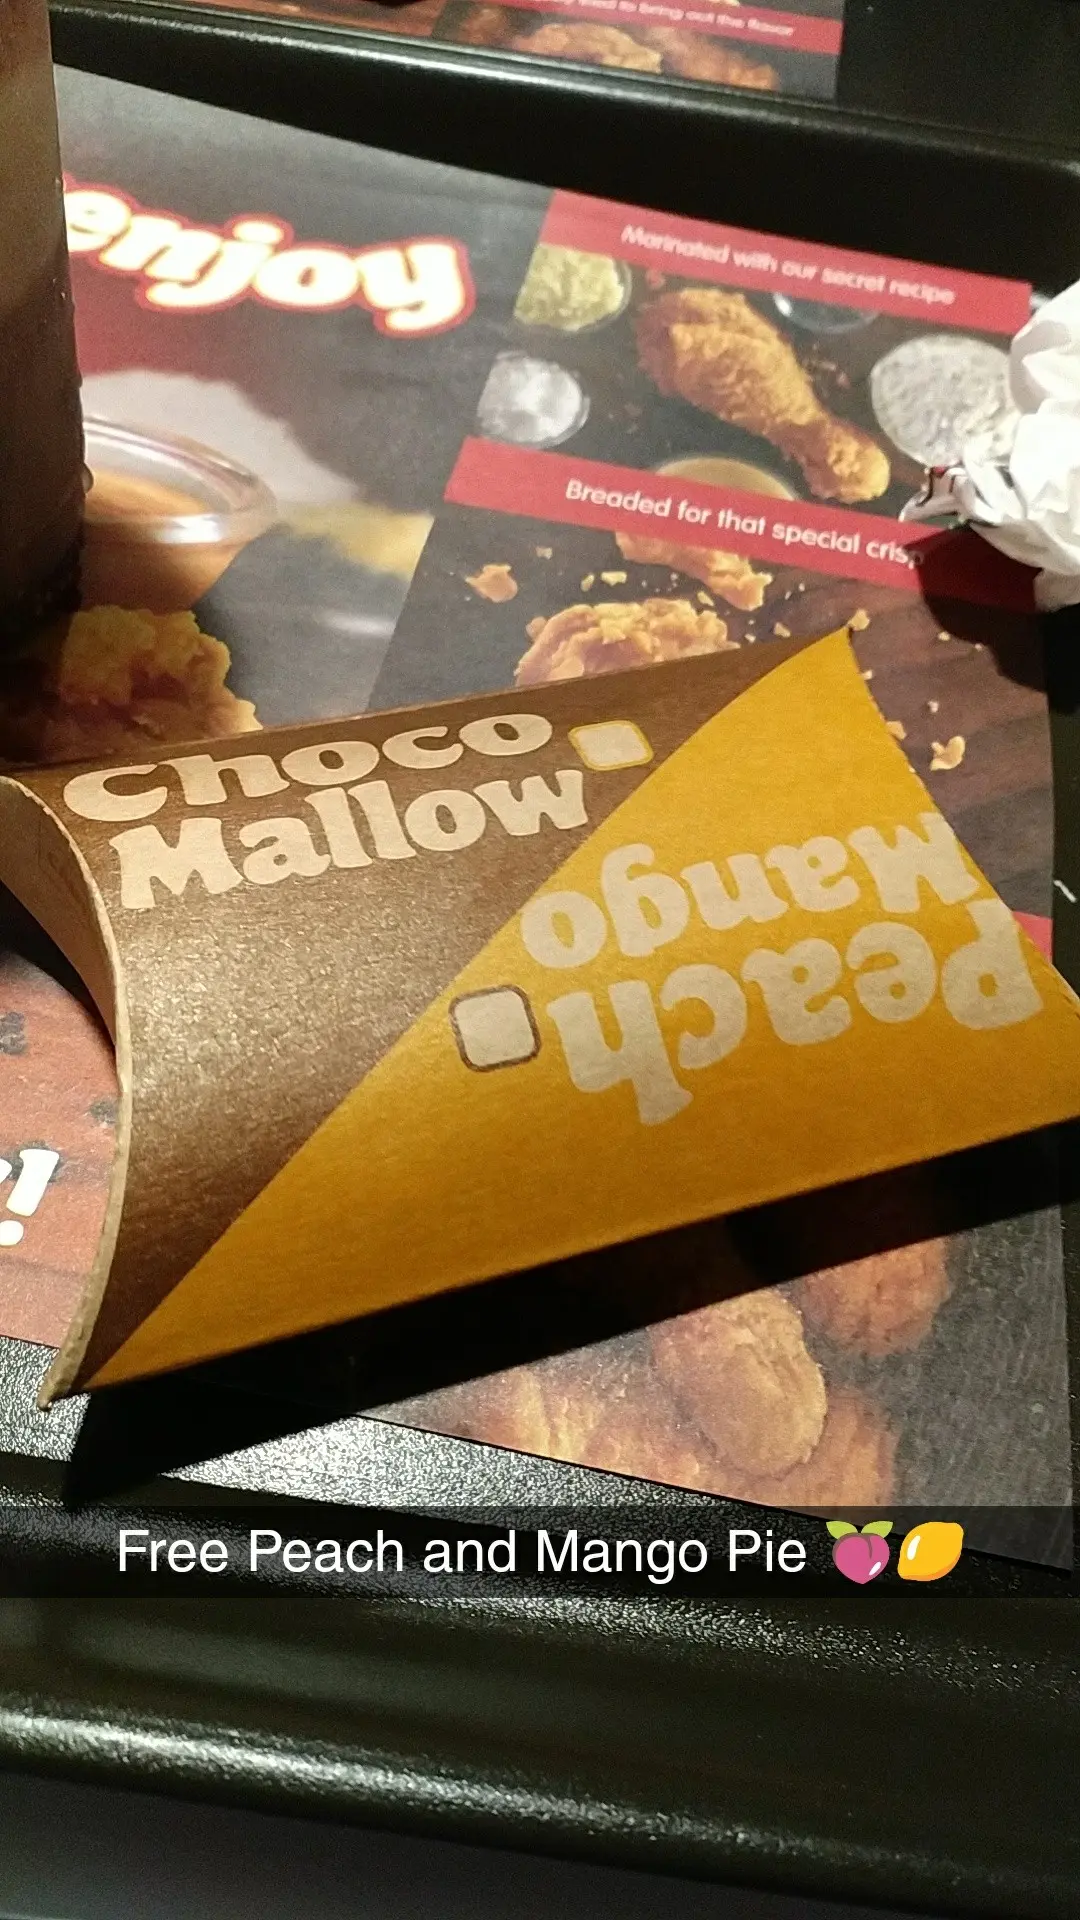 enjoy
Marinated with our secret recipe
Breaded for that special crisp
Choco
Mallow
Peach
Mango
Free Peach and Mango Pie 🍑🍋